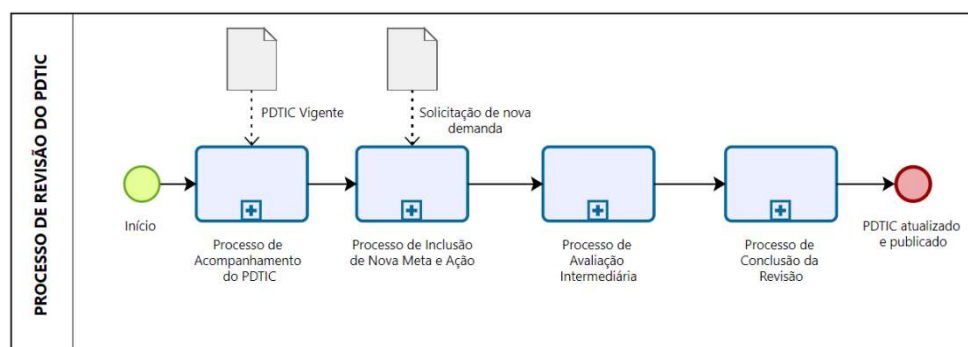 PROCESSO DE REVISÃO DO PDTIC
PDTIC Vigente
Solicitação de nova
demanda
Início
Processo de
Acompanhamento
do PDTIC
Processo de Inclusão
de Nova Meta e Ação
Processo de
Avaliação
Intermediária
Processo de
Conclusão da
Revisão
PDTIC atualizado
e publicado